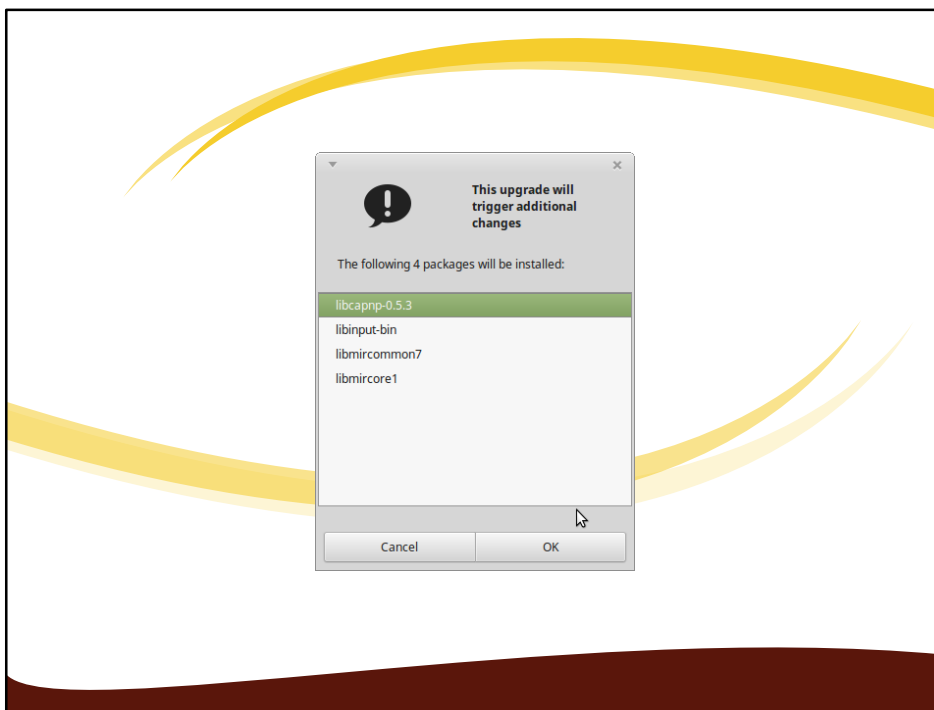 This upgrade will
trigger additional
changes
The following 4 packages will be installed:
libcapnp-0.5.3
libinput-bin
libmircommon7
libmircore1
Cancel
OK